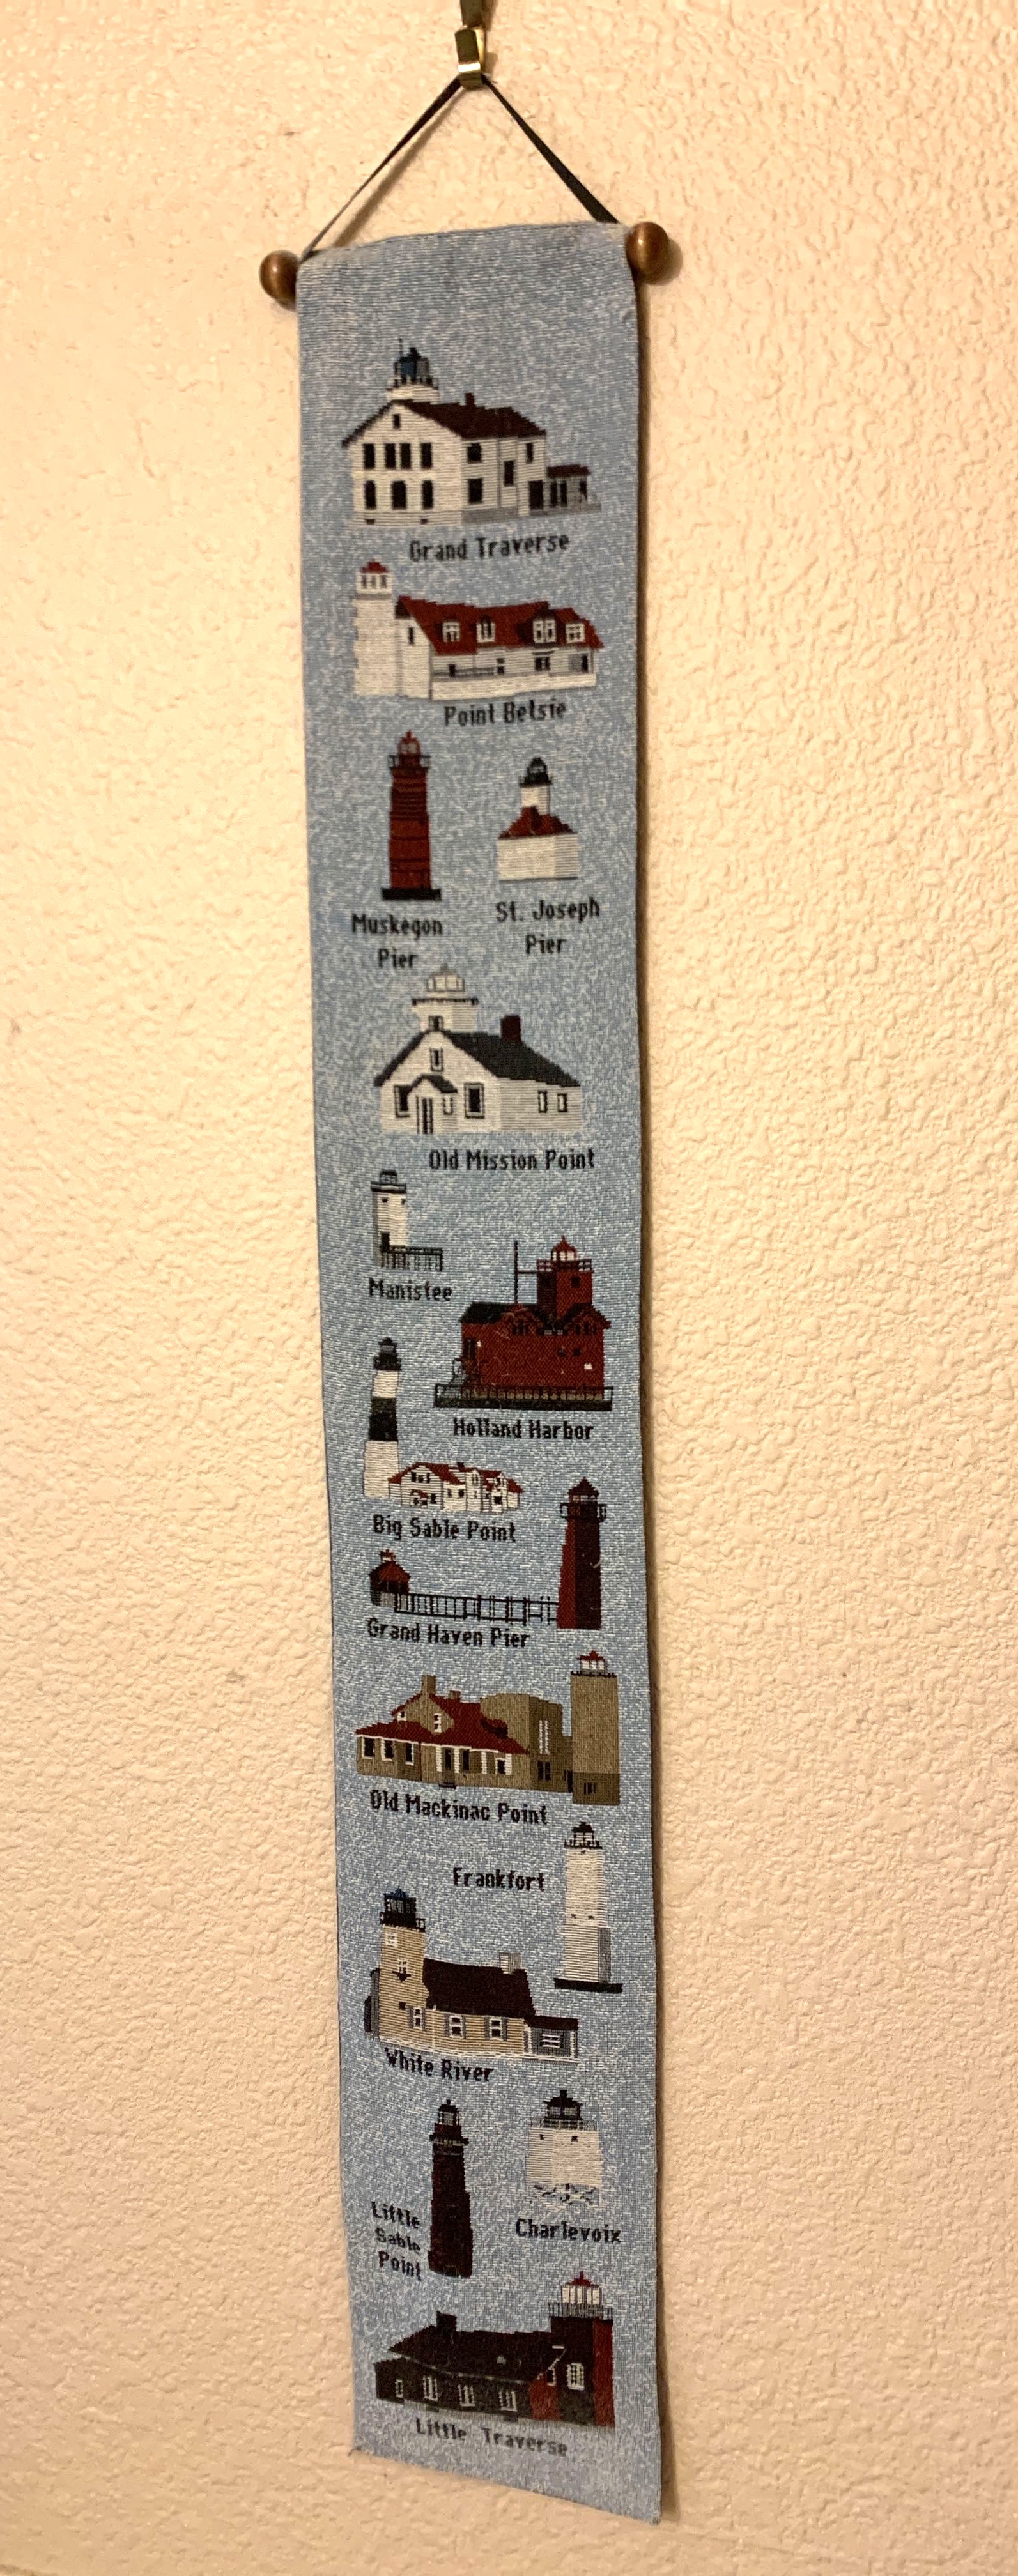 Grand Traverse
Point Betsie
Muskegon
Pier
St. Joseph
Pier
Old Mission Point
Manistee
Holland Harbor
Big Sable Point
Grand Haven Pier
Old Mackinac Point
Frankfort
White River
Little
Sable
Point
Charlevoix
Little Traverse